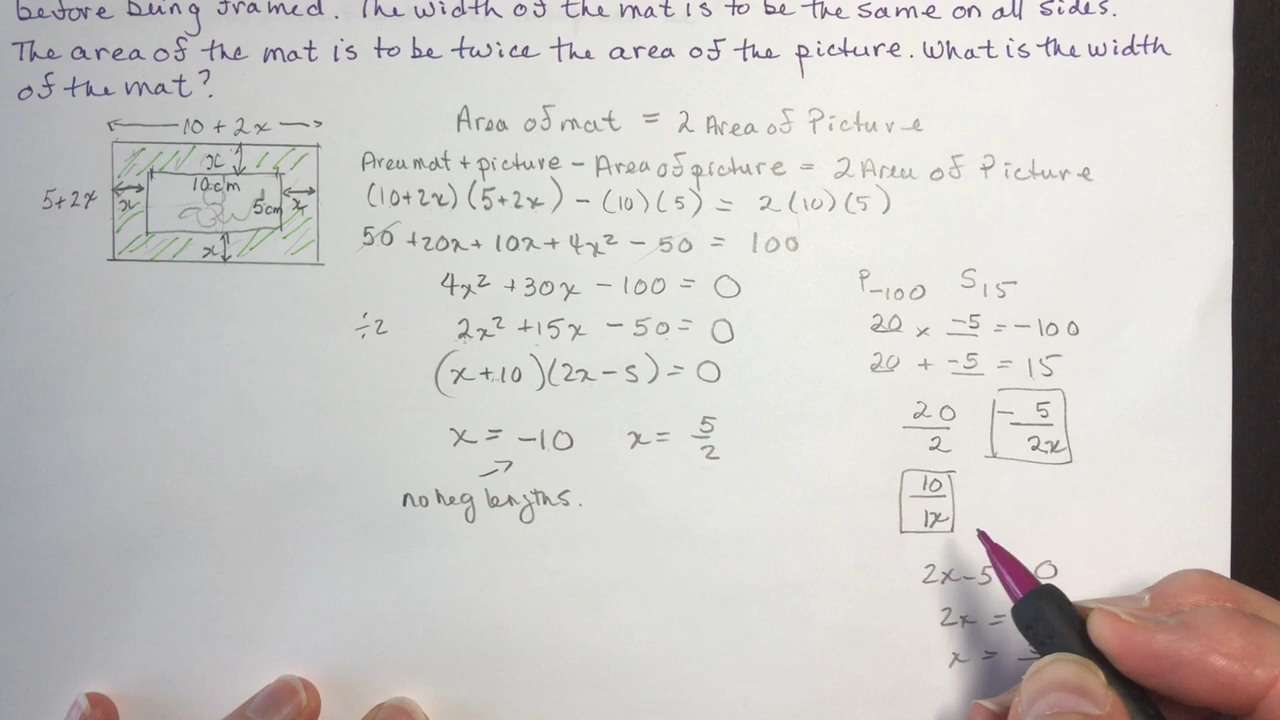 before being framed. The width of the mat is to be the same on all sides.
The area of the mat is to be twice the area of the picture. What is the width
of the mat?
10 + 2x
5+2x
x
10cm
x
5cm
x
x
Area of mat = 2 Area of Picture
Area mat + picture - Area of picture = 2 Area of Picture
(10+2x)(5+2x) - (10)(5) = 2(10)(5)
50 + 20x + 10x + 4x² - 50 = 100
4x² + 30x - 100 = 0
÷2 2x² + 15x - 50 = 0
(x+10)(2x-5) = 0
x = -10 x = 5/2
no neg lengths.
P-100 S15
20 x -5 = -100
20 + -5 = 15
20/2 -5/2x
10/1x
2x-5 0
2x =
x =